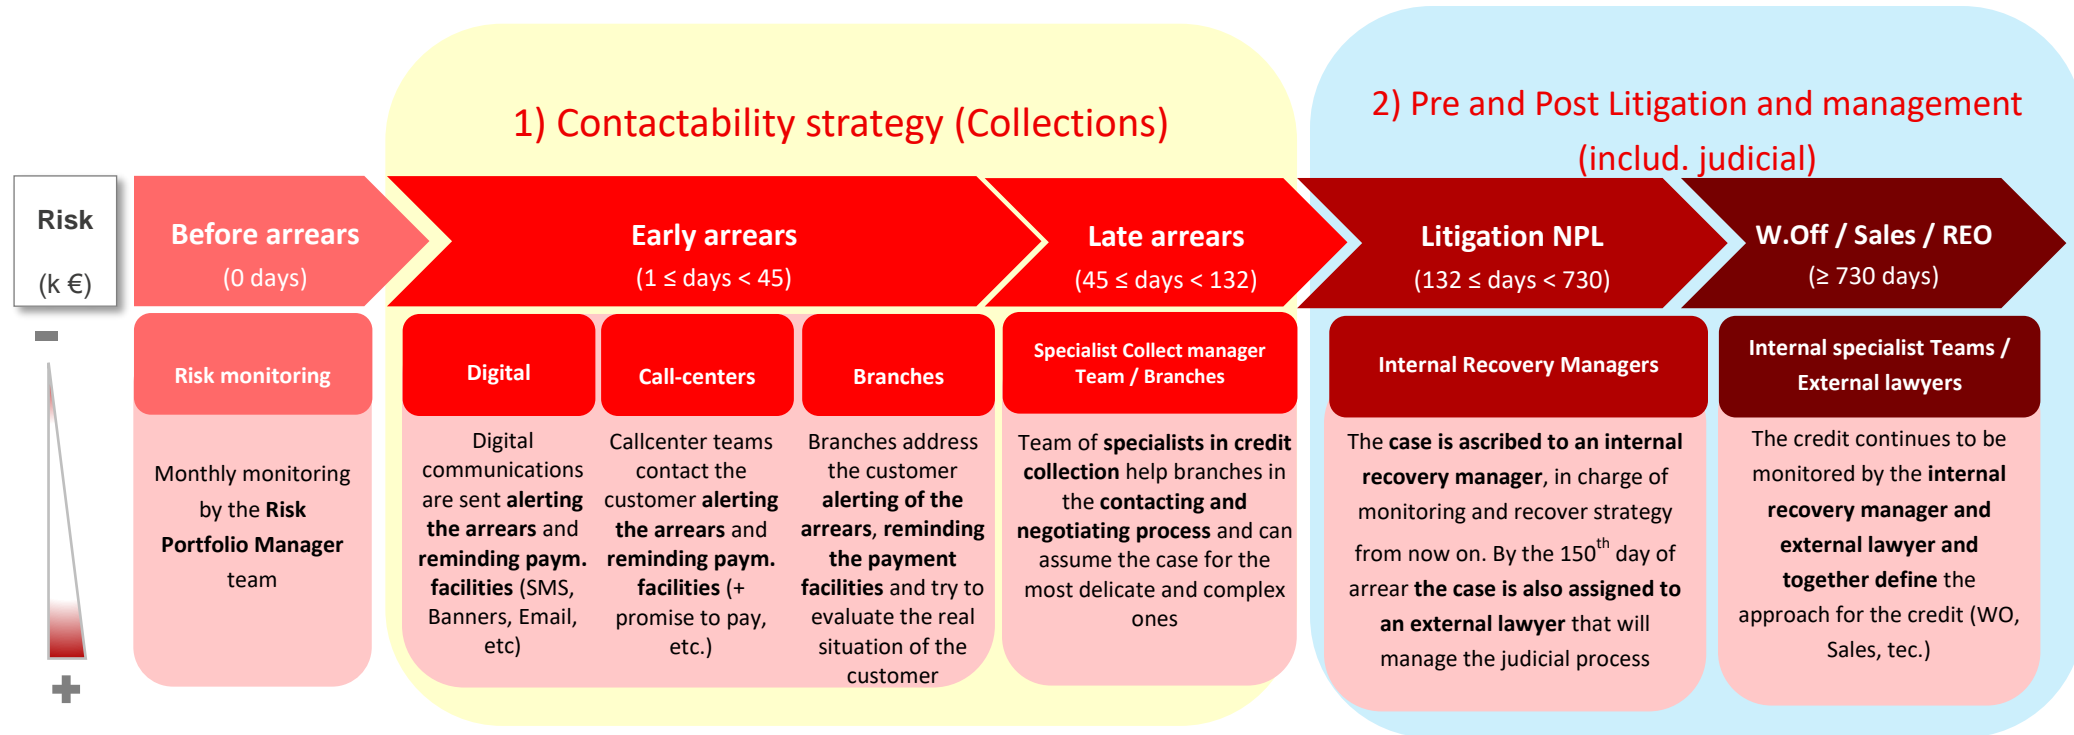 1) Contactability strategy (Collections)
2) Pre and Post Litigation and management
(includ. judicial)
Risk
(k €)
Before arrears
(0 days)
Early arrears
(1 ≤ days < 45)
Late arrears
(45 ≤ days < 132)
Litigation NPL
(132 ≤ days < 730)
W.Off / Sales / REO
(≥ 730 days)
Risk monitoring
Monthly monitoring
by the Risk
Portfolio Manager
team
Digital
Digital
communications
are sent alerting
the arrears and
reminding paym.
facilities (SMS,
Banners, Email,
etc)
Call-centers
Callcenter teams
contact the
customer alerting
the arrears and
reminding paym.
facilities (+
promise to pay,
etc.)
Branches
Branches address
the customer
alerting of the
arrears, reminding
the payment
facilities and try to
evaluate the real
situation of the
customer
Specialist Collect manager
Team / Branches
Team of specialists in credit
collection help branches in
the contacting and
negotiating process and can
assume the case for the
most delicate and complex
ones
Internal Recovery Managers
The case is ascribed to an internal
recovery manager, in charge of
monitoring and recover strategy
from now on. By the 150th day of
arrear the case is also assigned to
an external lawyer that will
manage the judicial process
Internal specialist Teams /
External lawyers
The credit continues to be
monitored by the internal
recovery manager and
external lawyer and
together define the
approach for the credit (WO,
Sales, tec.)